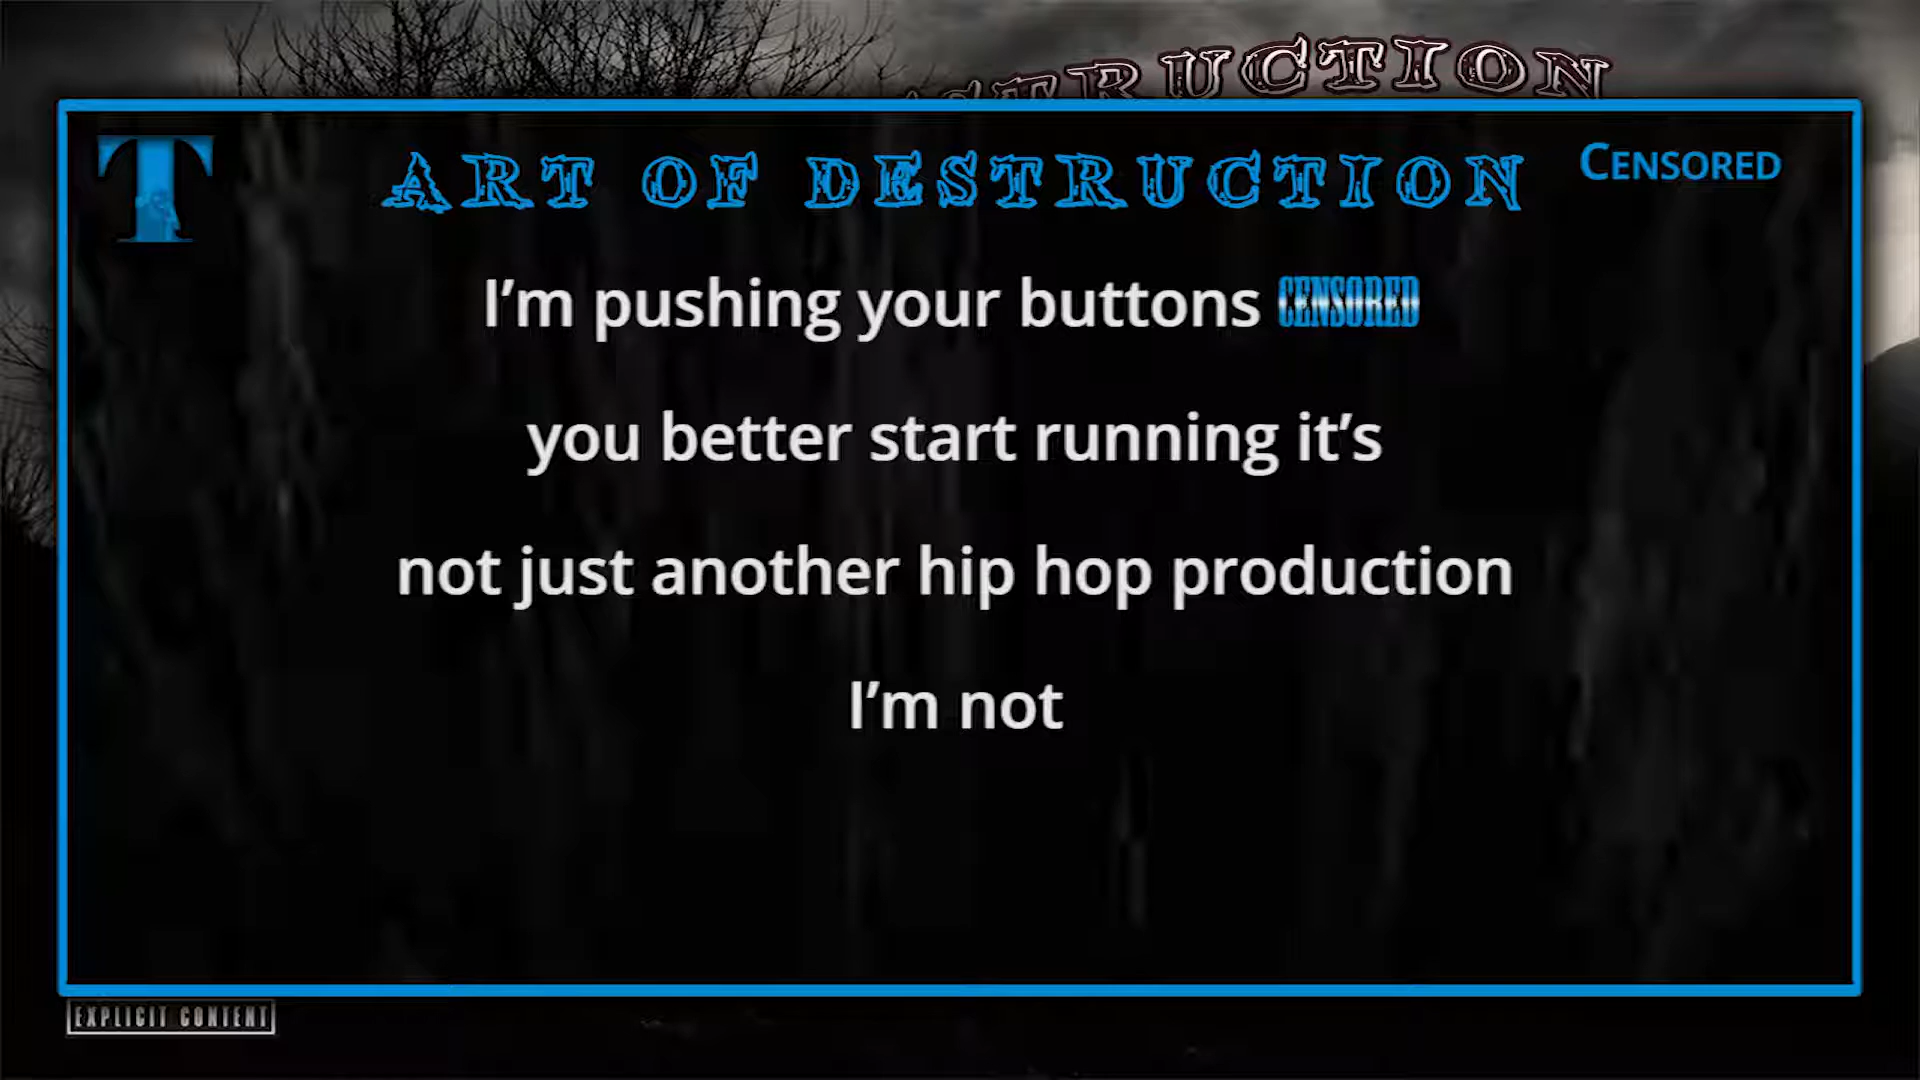 STRUCTION
T
ART OF DESTRUCTION
CENSORED
I’m pushing your buttons CENSORED
you better start running it’s
not just another hip hop production
I’m not
EXPLICIT CONTENT